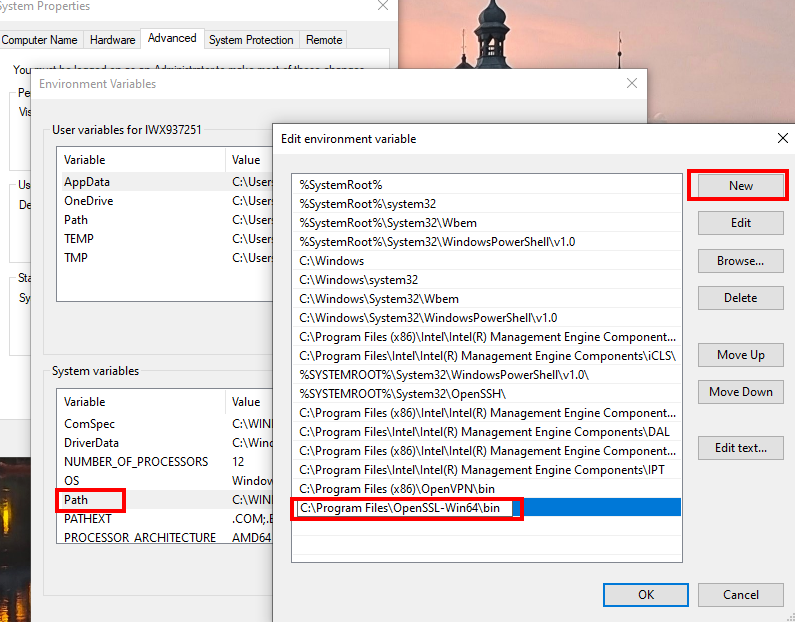 System Properties
Computer Name
Hardware
Advanced
System Protection
Remote
You must be logged on as an Administrator to make most of these changes.
Environment Variables
User variables for IWX937251
Variable Value
AppData C:\Users
OneDrive C:\Users
Path C:\Users
TEMP C:\Users
TMP C:\Users
System variables
Variable Value
ComSpec C:\WIN
DriverData C:\Wind
NUMBER_OF_PROCESSORS 12
OS Window
Path C:\WIN
PATHEXT .COM;.E
PROCESSOR_ARCHITECTURE AMD64
Edit environment variable
%SystemRoot%
%SystemRoot%\system32
%SystemRoot%\System32\Wbem
%SystemRoot%\System32\WindowsPowerShell\v1.0
C:\Windows
C:\Windows\system32
C:\Windows\System32\Wbem
C:\Windows\System32\WindowsPowerShell\v1.0
C:\Program Files (x86)\Intel\Intel(R) Management Engine Component...
C:\Program Files\Intel\Intel(R) Management Engine Components\iCLS\
%SYSTEMROOT%\System32\WindowsPowerShell\v1.0\
%SYSTEMROOT%\System32\OpenSSH\
C:\Program Files (x86)\Intel\Intel(R) Management Engine Component...
C:\Program Files\Intel\Intel(R) Management Engine Components\DAL
C:\Program Files (x86)\Intel\Intel(R) Management Engine Component...
C:\Program Files\Intel\Intel(R) Management Engine Components\IPT
C:\Program Files (x86)\OpenVPN\bin
C:\Program Files\OpenSSL-Win64\bin
New
Edit
Browse...
Delete
Move Up
Move Down
Edit text...
OK
Cancel